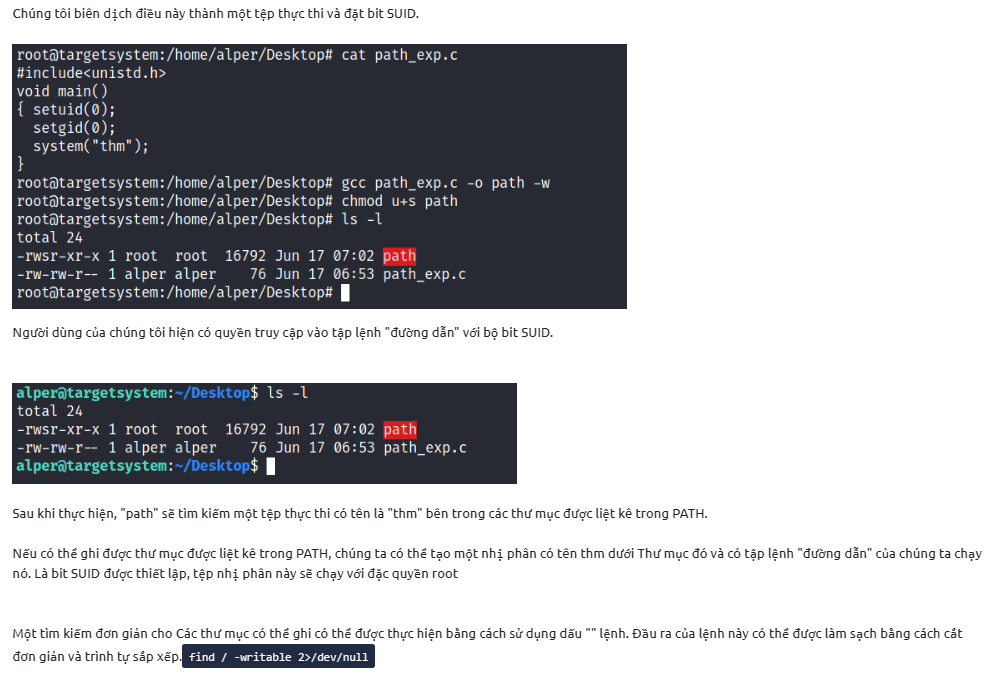 Chúng tôi biên dịch điều này thành một tệp thực thi và đặt bit SUID.
root@targetsystem:/home/alper/Desktop# cat path_exp.c
#include<unistd.h>
void main()
{ setuid(0);
  setgid(0);
  system("thm");
}
root@targetsystem:/home/alper/Desktop# gcc path_exp.c -o path -w
root@targetsystem:/home/alper/Desktop# chmod u+s path
root@targetsystem:/home/alper/Desktop# ls -l
total 24
-rwsr-xr-x 1 root  root  16792 Jun 17 07:02 path
-rw-rw-r-- 1 alper alper    76 Jun 17 06:53 path_exp.c
root@targetsystem:/home/alper/Desktop#
Người dùng của chúng tôi hiện có quyền truy cập vào tập lệnh "đường dẫn" với bộ bit SUID.
alper@targetsystem:~/Desktop$ ls -l
total 24
-rwsr-xr-x 1 root  root  16792 Jun 17 07:02 path
-rw-rw-r-- 1 alper alper    76 Jun 17 06:53 path_exp.c
alper@targetsystem:~/Desktop$
Sau khi thực hiện, "path" sẽ tìm kiếm một tệp thực thi có tên là "thm" bên trong các thư mục được liệt kê trong PATH.
Nếu có thể ghi được thư mục được liệt kê trong PATH, chúng ta có thể tạo một nhị phân có tên thm dưới Thư mục đó và có tập lệnh "đường dẫn" của chúng ta chạy
nó. Là bit SUID được thiết lập, tệp nhị phân này sẽ chạy với đặc quyền root
Một tìm kiếm đơn giản cho Các thư mục có thể ghi có thể được thực hiện bằng cách sử dụng dấu "" lệnh. Đầu ra của lệnh này có thể được làm sạch bằng cách cắt
đơn giản và trình tự sắp xếp. find / -writable 2>/dev/null